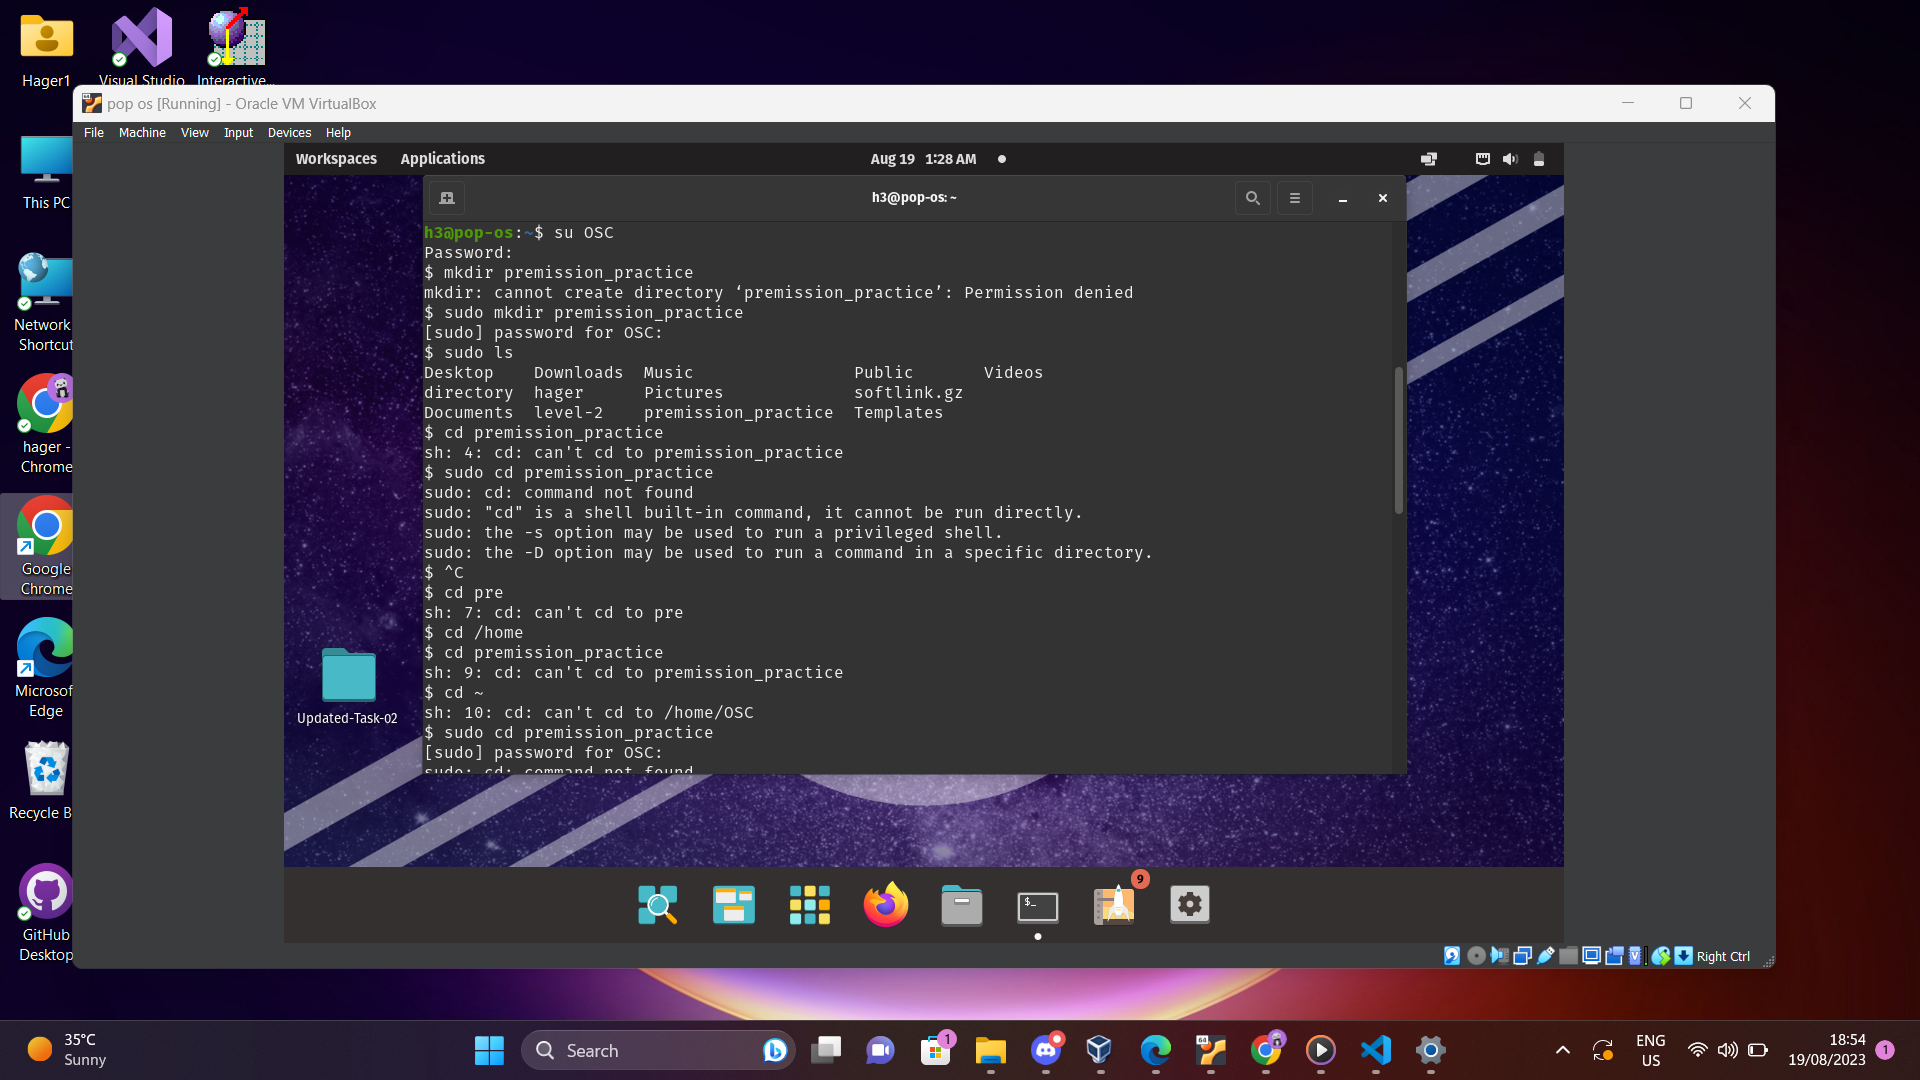 Hager1
Visual Studio
Interactive...
pop os [Running] - Oracle VM VirtualBox
File Machine View Input Devices Help
Workspaces Applications
Aug 19 1:28 AM
This PC
h3@pop-os: ~
h3@pop-os:~$ su OSC
Password:
$ mkdir premission_practice
mkdir: cannot create directory ‘premission_practice’: Permission denied
$ sudo mkdir premission_practice
[sudo] password for OSC:
$ sudo ls
Desktop Downloads Music Public Videos
directory hager Pictures softlink.gz
Documents level-2 premission_practice Templates
$ cd premission_practice
sh: 4: cd: can't cd to premission_practice
$ sudo cd premission_practice
sudo: cd: command not found
sudo: "cd" is a shell built-in command, it cannot be run directly.
sudo: the -s option may be used to run a privileged shell.
sudo: the -D option may be used to run a command in a specific directory.
$ ^C
$ cd pre
sh: 7: cd: can't cd to pre
$ cd /home
$ cd premission_practice
sh: 9: cd: can't cd to premission_practice
$ cd ~
sh: 10: cd: can't cd to /home/OSC
$ sudo cd premission_practice
[sudo] password for OSC:
sudo: cd: command not found
Network
Shortcut
hager -
Chrome
Google
Chrome
Microsof
Edge
Recycle B
GitHub
Desktop
Updated-Task-02
$_
9
V
Right Ctrl
35°C
Sunny
Search
1
64
ENG
US
18:54
19/08/2023
1